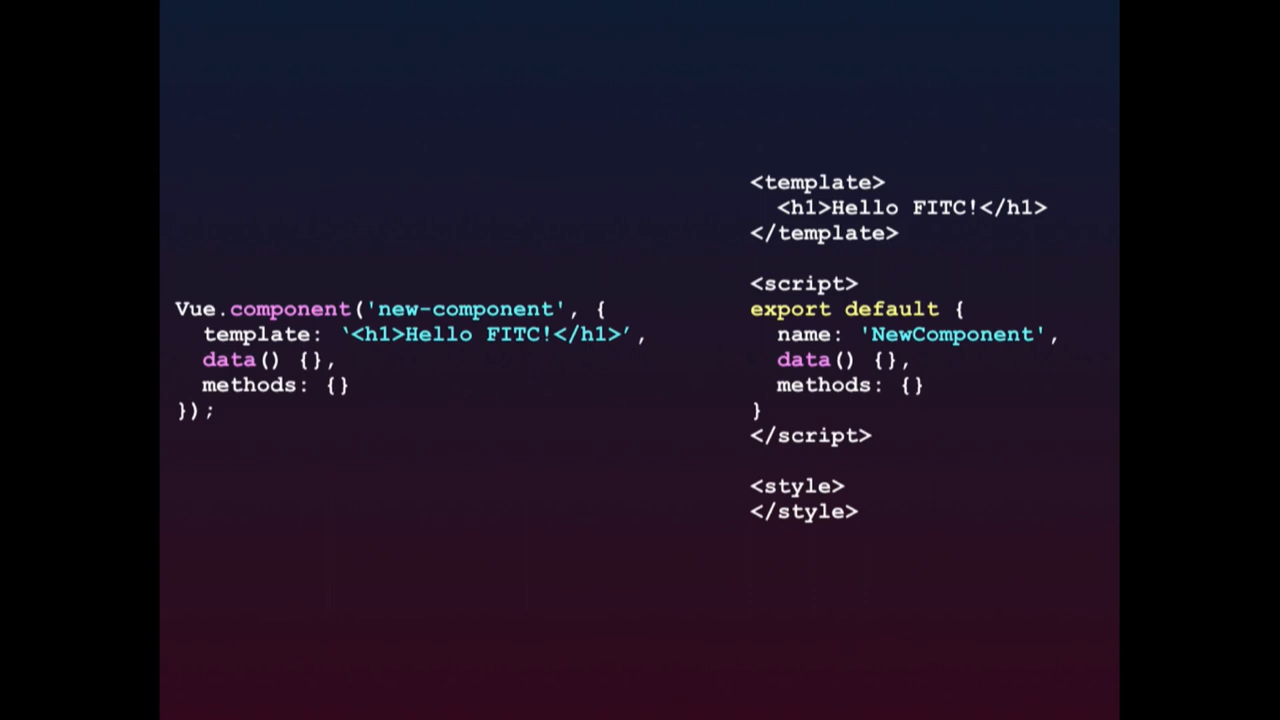 Vue.component('new-component', {
  template: ‘<h1>Hello FITC!</h1>’,
  data() {},
  methods: {}
});
<template>
  <h1>Hello FITC!</h1>
</template>
<script>
export default {
  name: 'NewComponent',
  data() {},
  methods: {}
}
</script>
<style>
</style>